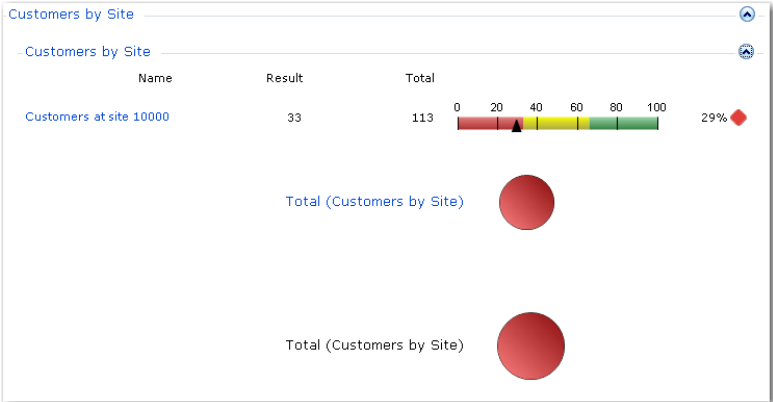 Customers by Site
Customers by Site
Name Result Total
0 20 40 60 80 100
Customers at site 10000 33 113 29%
Total (Customers by Site)
Total (Customers by Site)